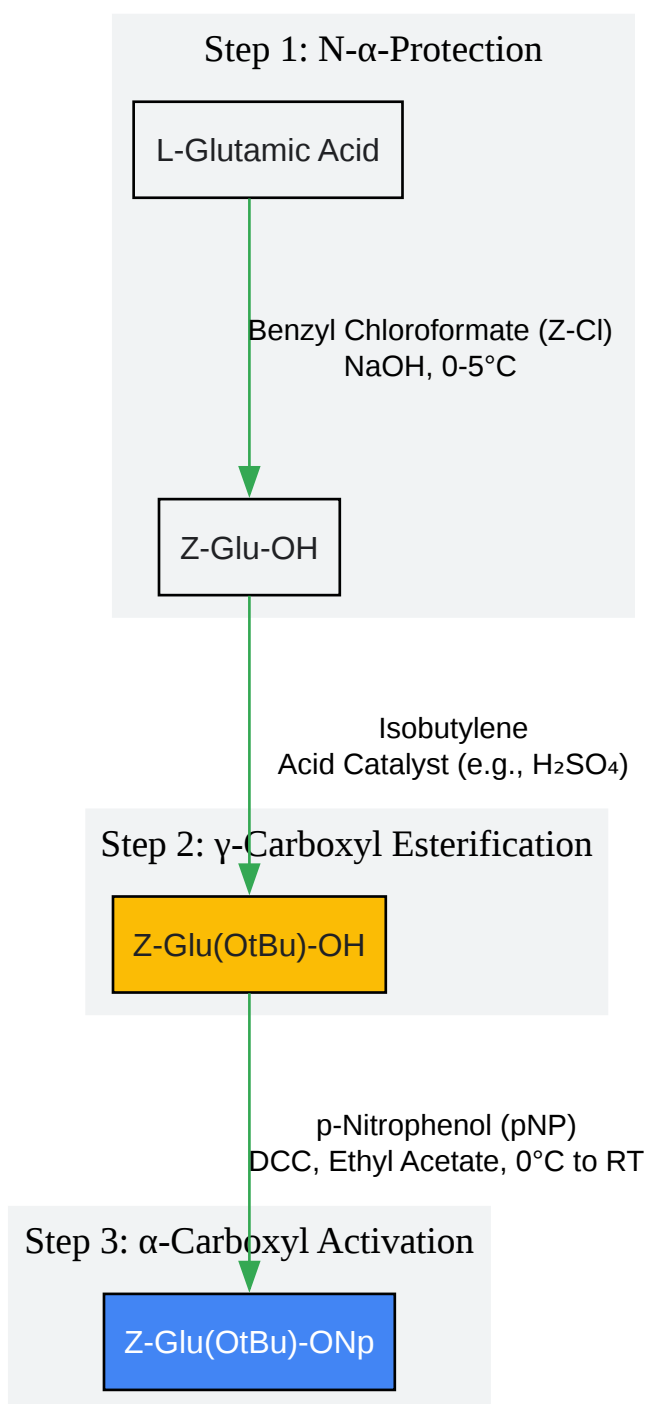 Step 1: N-α-Protection
L-Glutamic Acid
Benzyl Chloroformate (Z-Cl)
NaOH, 0-5°C
Z-Glu-OH
Isobutylene
Acid Catalyst (e.g., H₂SO₄)
Step 2: γ-Carboxyl Esterification
Z-Glu(OtBu)-OH
p-Nitrophenol (pNP)
DCC, Ethyl Acetate, 0°C to RT
Step 3: α-Carboxyl Activation
Z-Glu(OtBu)-ONp